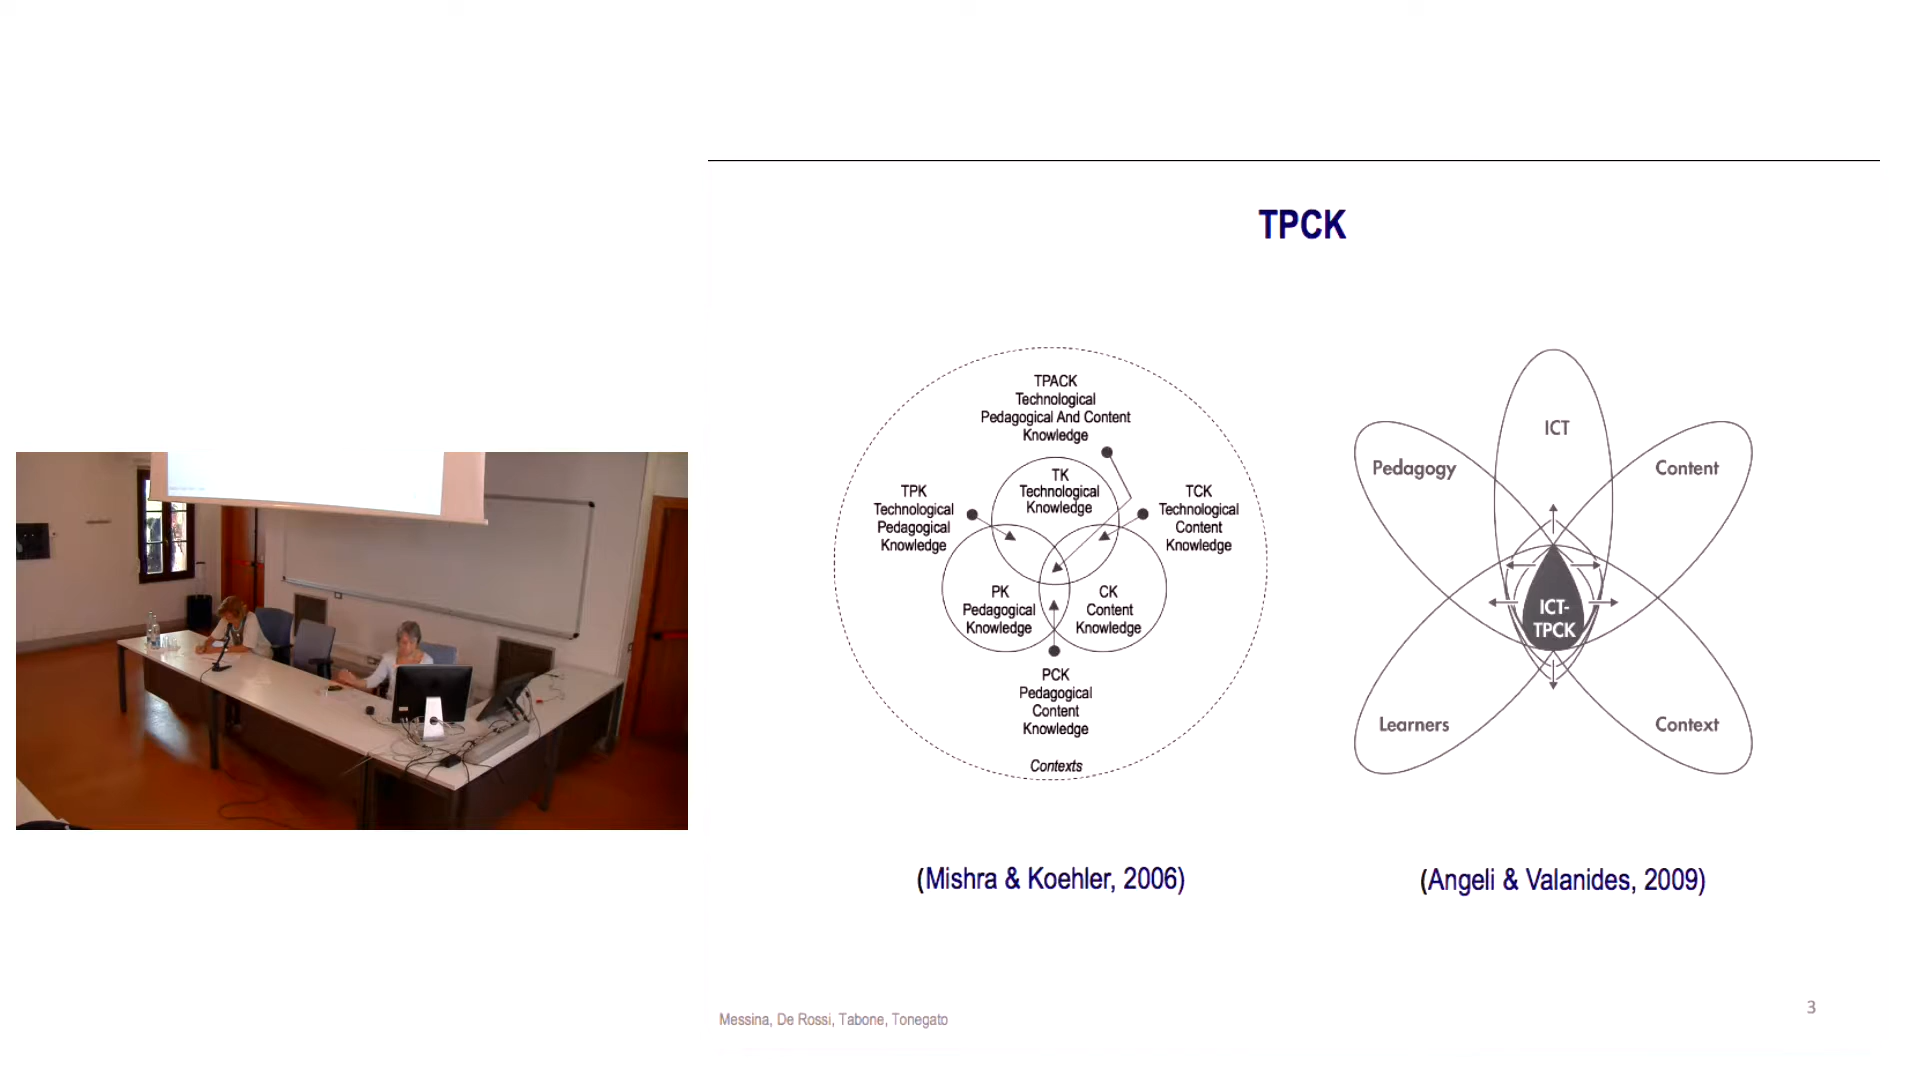 TPCK
TPACK
Technological
Pedagogical And Content
Knowledge
TK
Technological
Knowledge
TPK
Technological
Pedagogical
Knowledge
TCK
Technological
Content
Knowledge
PK
Pedagogical
Knowledge
CK
Content
Knowledge
PCK
Pedagogical
Content
Knowledge
Contexts
(Mishra & Koehler, 2006)
ICT
Pedagogy
Content
ICT-
TPCK
Learners
Context
(Angeli & Valanides, 2009)
Messina, De Rossi, Tabone, Tonegato
3